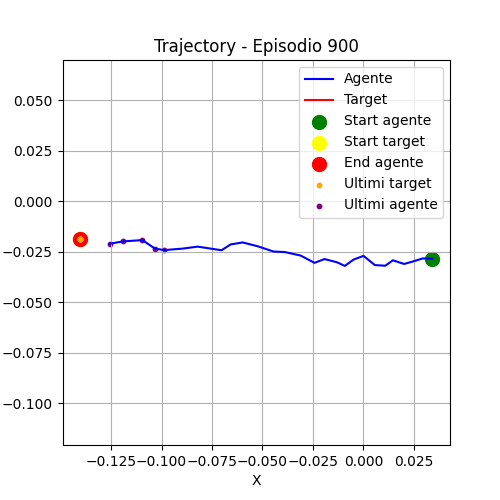 Trajectory - Episodio 900
Agente
Target
Start agente
Start target
End agente
Ultimi target
Ultimi agente
0.050
0.025
0.000
−0.025
−0.050
−0.075
−0.100
−0.125 −0.100 −0.075 −0.050 −0.025 0.000 0.025
X